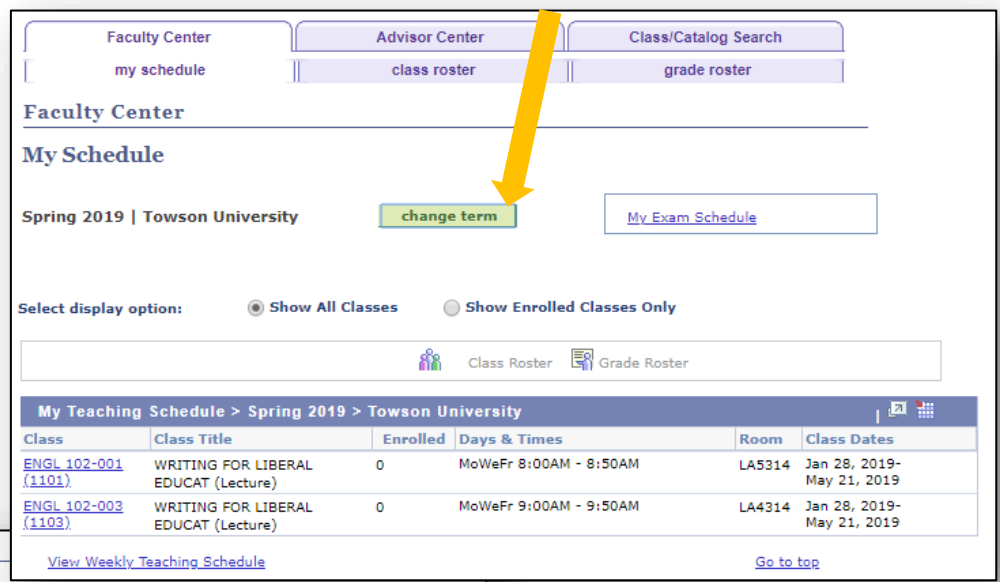 Faculty Center Advisor Center Class/Catalog Search
my schedule class roster grade roster
Faculty Center
My Schedule
Spring 2019 | Towson University change term My Exam Schedule
Select display option: Show All Classes Show Enrolled Classes Only
Class Roster Grade Roster
My Teaching Schedule > Spring 2019 > Towson University
Class Class Title Enrolled Days & Times Room Class Dates
ENGL 102-001 WRITING FOR LIBERAL 0 MoWeFr 8:00AM - 8:50AM LA5314 Jan 28, 2019-
(1101) EDUCAT (Lecture) May 21, 2019
ENGL 102-003 WRITING FOR LIBERAL 0 MoWeFr 9:00AM - 9:50AM LA4314 Jan 28, 2019-
(1103) EDUCAT (Lecture) May 21, 2019
View Weekly Teaching Schedule Go to top